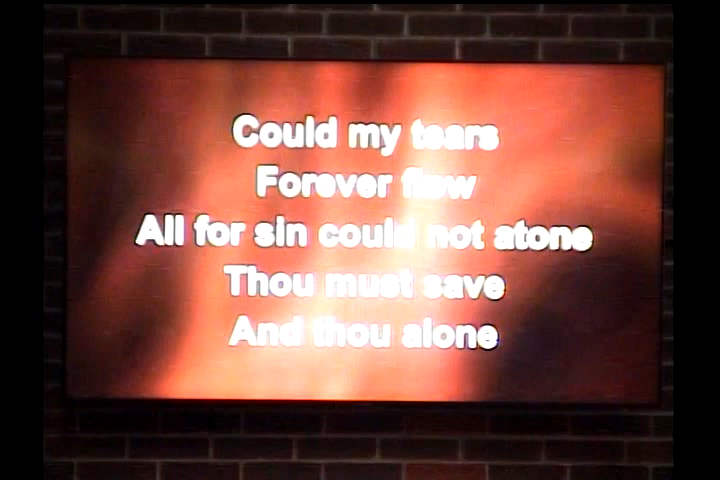 Could my tears
Forever flow
All for sin could not atone
Thou must save
And thou alone